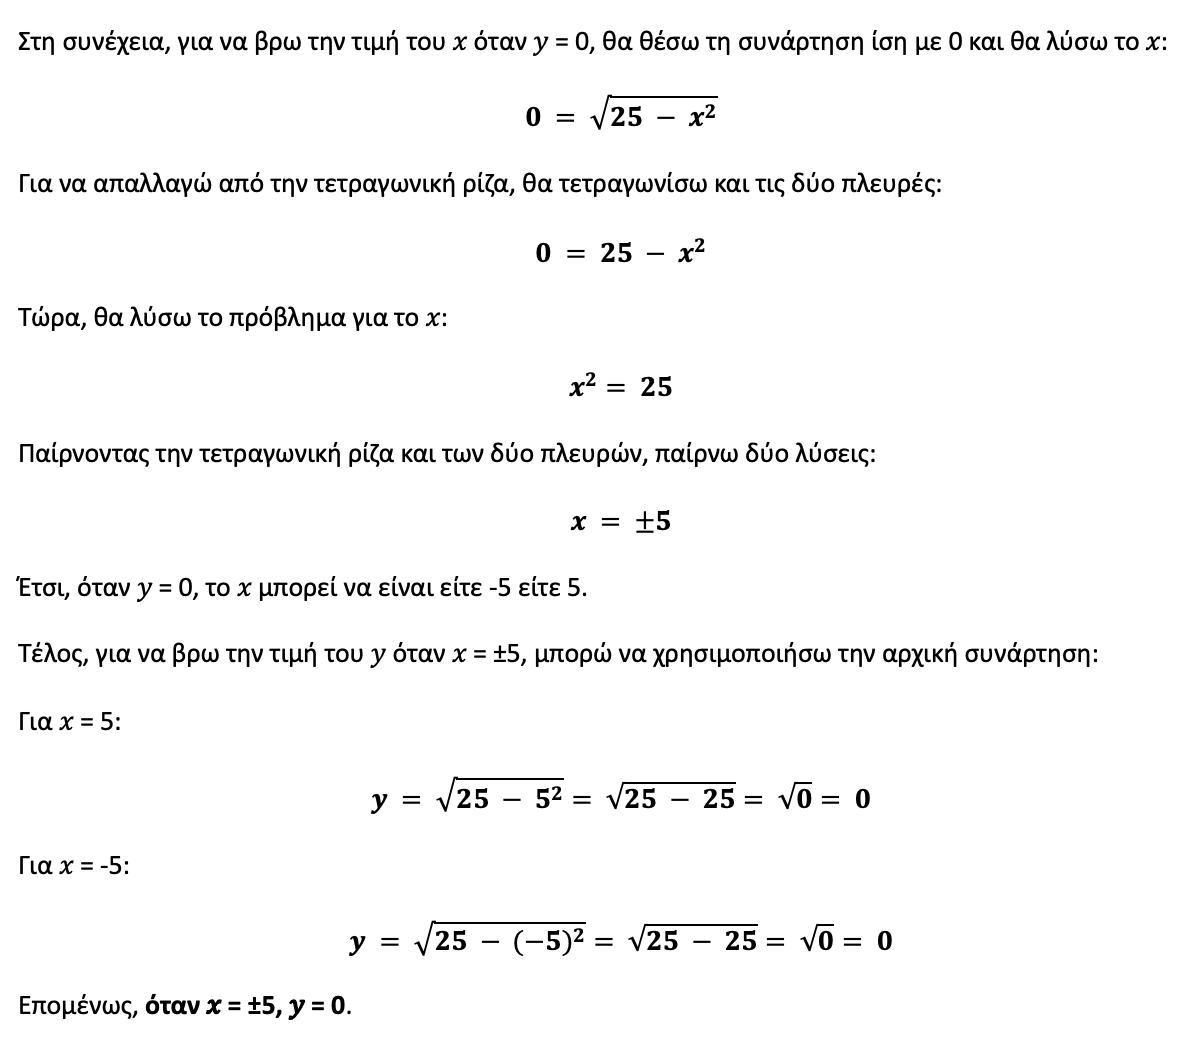 Στη συνέχεια, για να βρω την τιμή του x όταν y = 0, θα θέσω τη συνάρτηση ίση με 0 και θα λύσω το x:
0 = √25 − x²
Για να απαλλαγώ από την τετραγωνική ρίζα, θα τετραγωνίσω και τις δύο πλευρές:
0 = 25 − x²
Τώρα, θα λύσω το πρόβλημα για το x:
x² = 25
Παίρνοντας την τετραγωνική ρίζα και των δύο πλευρών, παίρνω δύο λύσεις:
x = ±5
Έτσι, όταν y = 0, το x μπορεί να είναι είτε -5 είτε 5.
Τέλος, για να βρω την τιμή του y όταν x = ±5, μπορώ να χρησιμοποιήσω την αρχική συνάρτηση:
Για x = 5:
y = √25 − 5² = √25 − 25 = √0 = 0
Για x = -5:
y = √25 − (−5)² = √25 − 25 = √0 = 0
Επομένως, όταν x = ±5, y = 0.